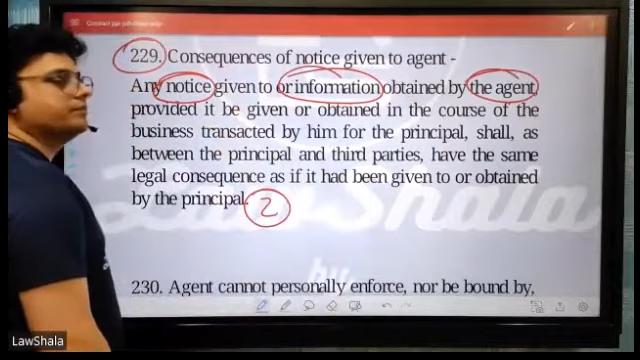 229. Consequences of notice given to agent -
Any notice given to or information obtained by the agent,
provided it be given or obtained in the course of the
business transacted by him for the principal, shall, as
between the principal and third parties, have the same
legal consequence as if it had been given to or obtained
by the principal. 2
LawShala
by
230. Agent cannot personally enforce, nor be bound by,
LawShala